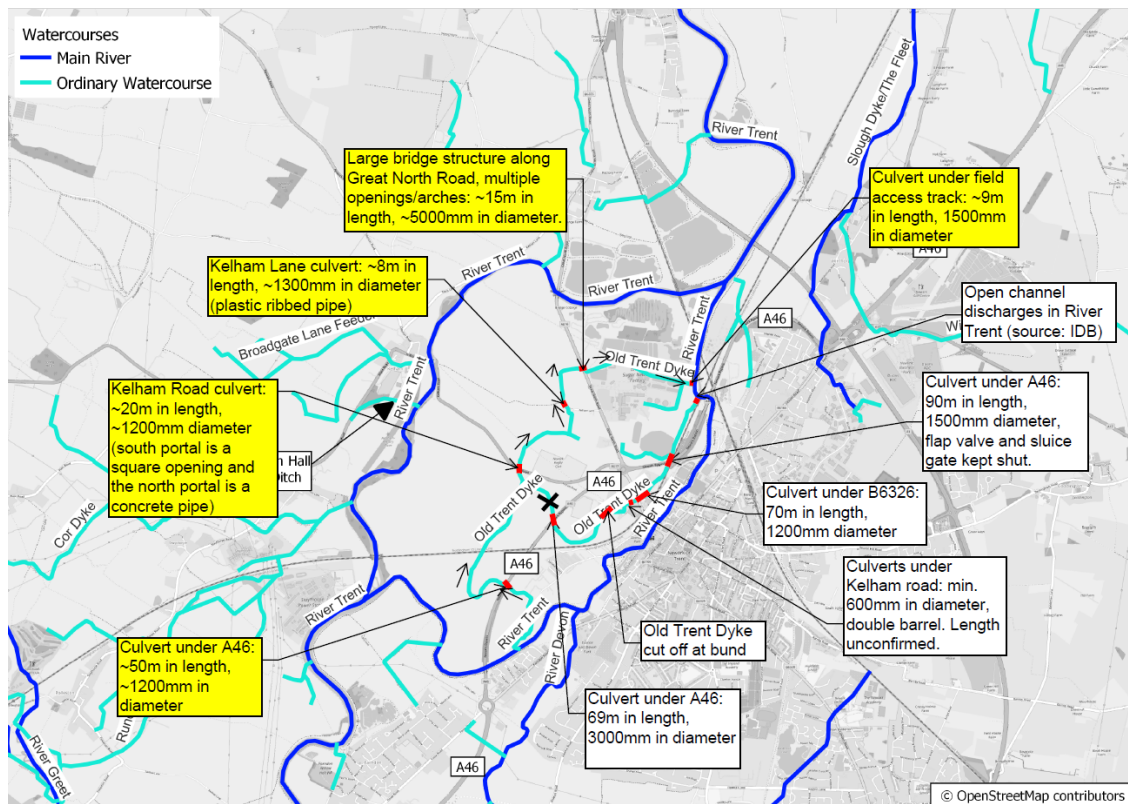 Watercourses
Main River
Ordinary Watercourse
River Trent
Slough Dyke/The Fleet
Large bridge structure along
Great North Road, multiple
openings/arches: ~15m in
length, ~5000mm in diameter.
Culvert under field
access track: ~9m
in length, 1500mm
in diameter
A46
Kelham Lane culvert: ~8m in
length, ~1300mm in diameter
(plastic ribbed pipe)
River Trent
River Trent
River Trent
Open channel
discharges in River
Trent (source: IDB)
A46
Broadgate Lane Feeder
Old Trent Dyke
River Trent
Kelham Road culvert:
~20m in length,
~1200mm diameter
(south portal is a
square opening and
the north portal is a
concrete pipe)
Culvert under A46:
90m in length,
1500mm diameter,
flap valve and sluice
gate kept shut.
Hall
Ditch
A46
Old Trent Dyke
Old Trent Dyke
River Trent
Cor Dyke
Culvert under B6326:
70m in length,
1200mm diameter
A46
River Trent
River Trent
River Devon
Culverts under
Kelham road: min.
600mm in diameter,
double barrel. Length
unconfirmed.
Old Trent Dyke
cut off at bund
Culvert under A46:
~50m in length,
~1200mm in
diameter
Culvert under A46:
69m in length,
3000mm in diameter
River Greet
A46
© OpenStreetMap contributors